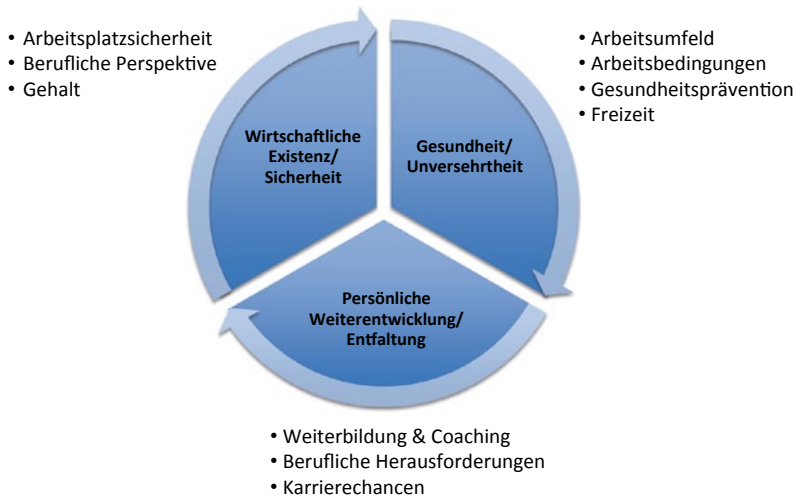 • Arbeitsplatzsicherheit
• Berufliche Perspektive
• Gehalt
• Arbeitsumfeld
• Arbeitsbedingungen
• Gesundheitsprävention
• Freizeit
Wirtschaftliche
Existenz/
Sicherheit
Gesundheit/
Unversehrtheit
Persönliche
Weiterentwicklung/
Entfaltung
• Weiterbildung & Coaching
• Berufliche Herausforderungen
• Karrierechancen